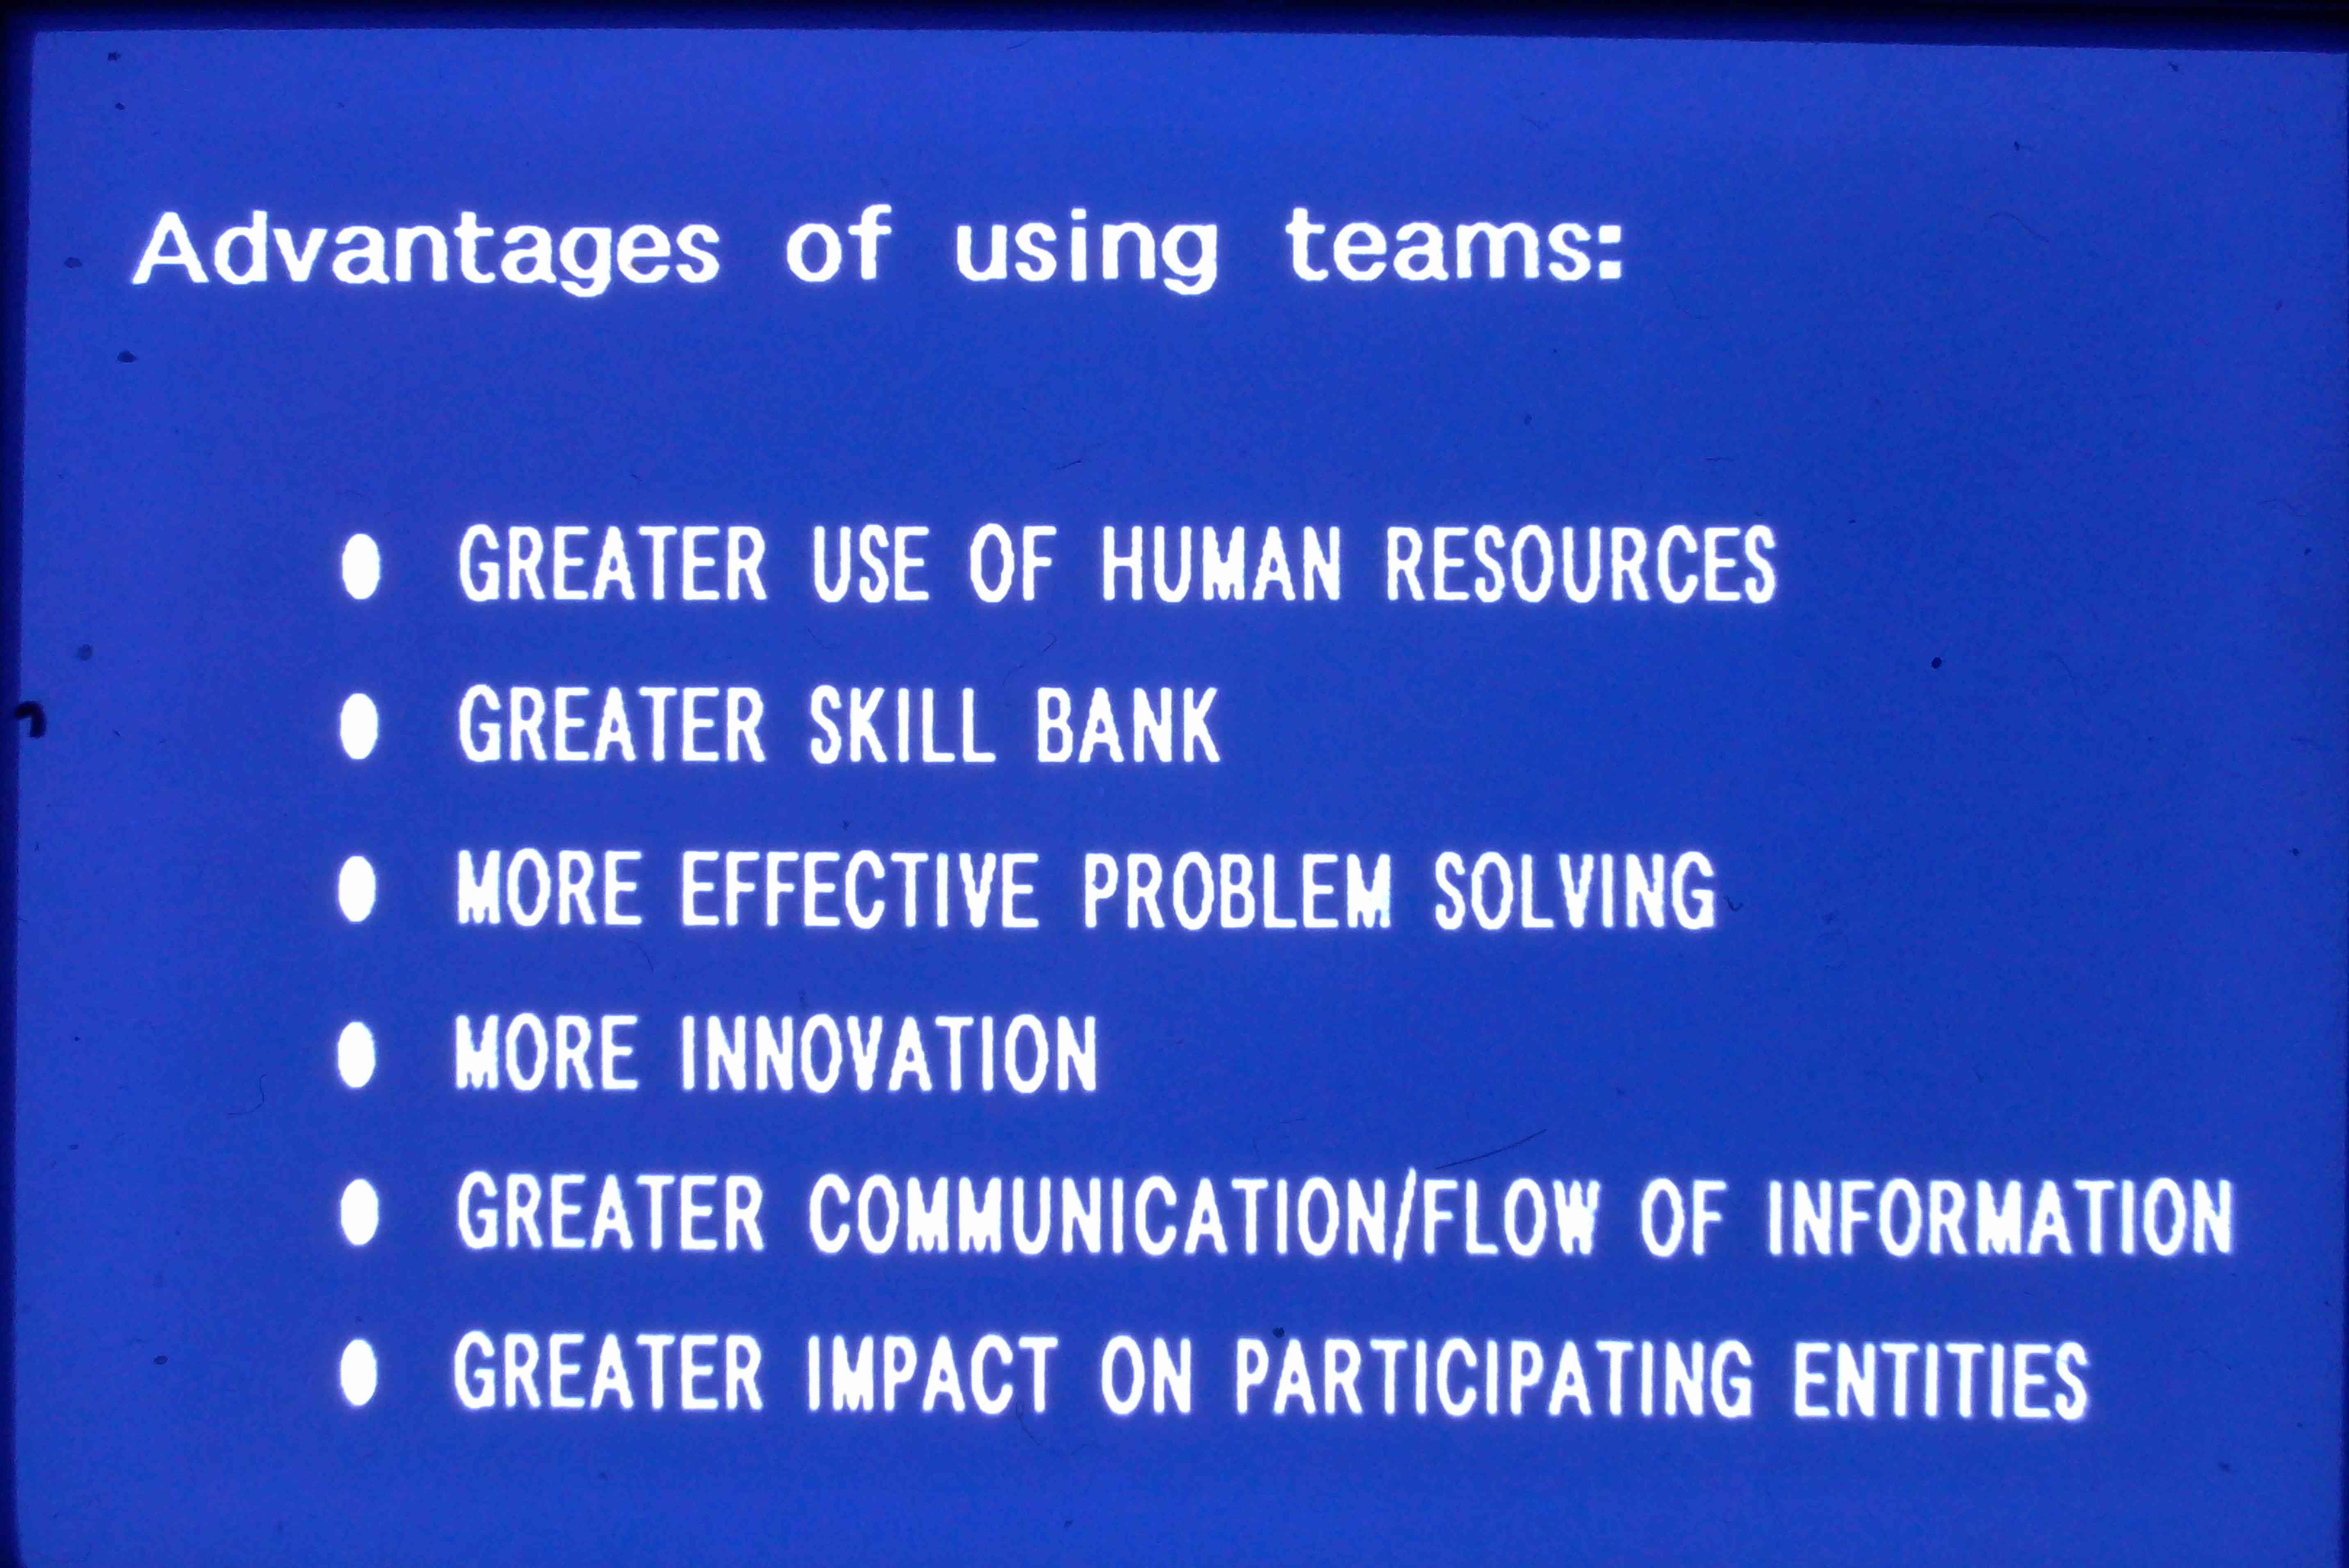 Advantages of using teams:
● GREATER USE OF HUMAN RESOURCES
● GREATER SKILL BANK
● MORE EFFECTIVE PROBLEM SOLVING
● MORE INNOVATION
● GREATER COMMUNICATION/FLOW OF INFORMATION
● GREATER IMPACT ON PARTICIPATING ENTITIES